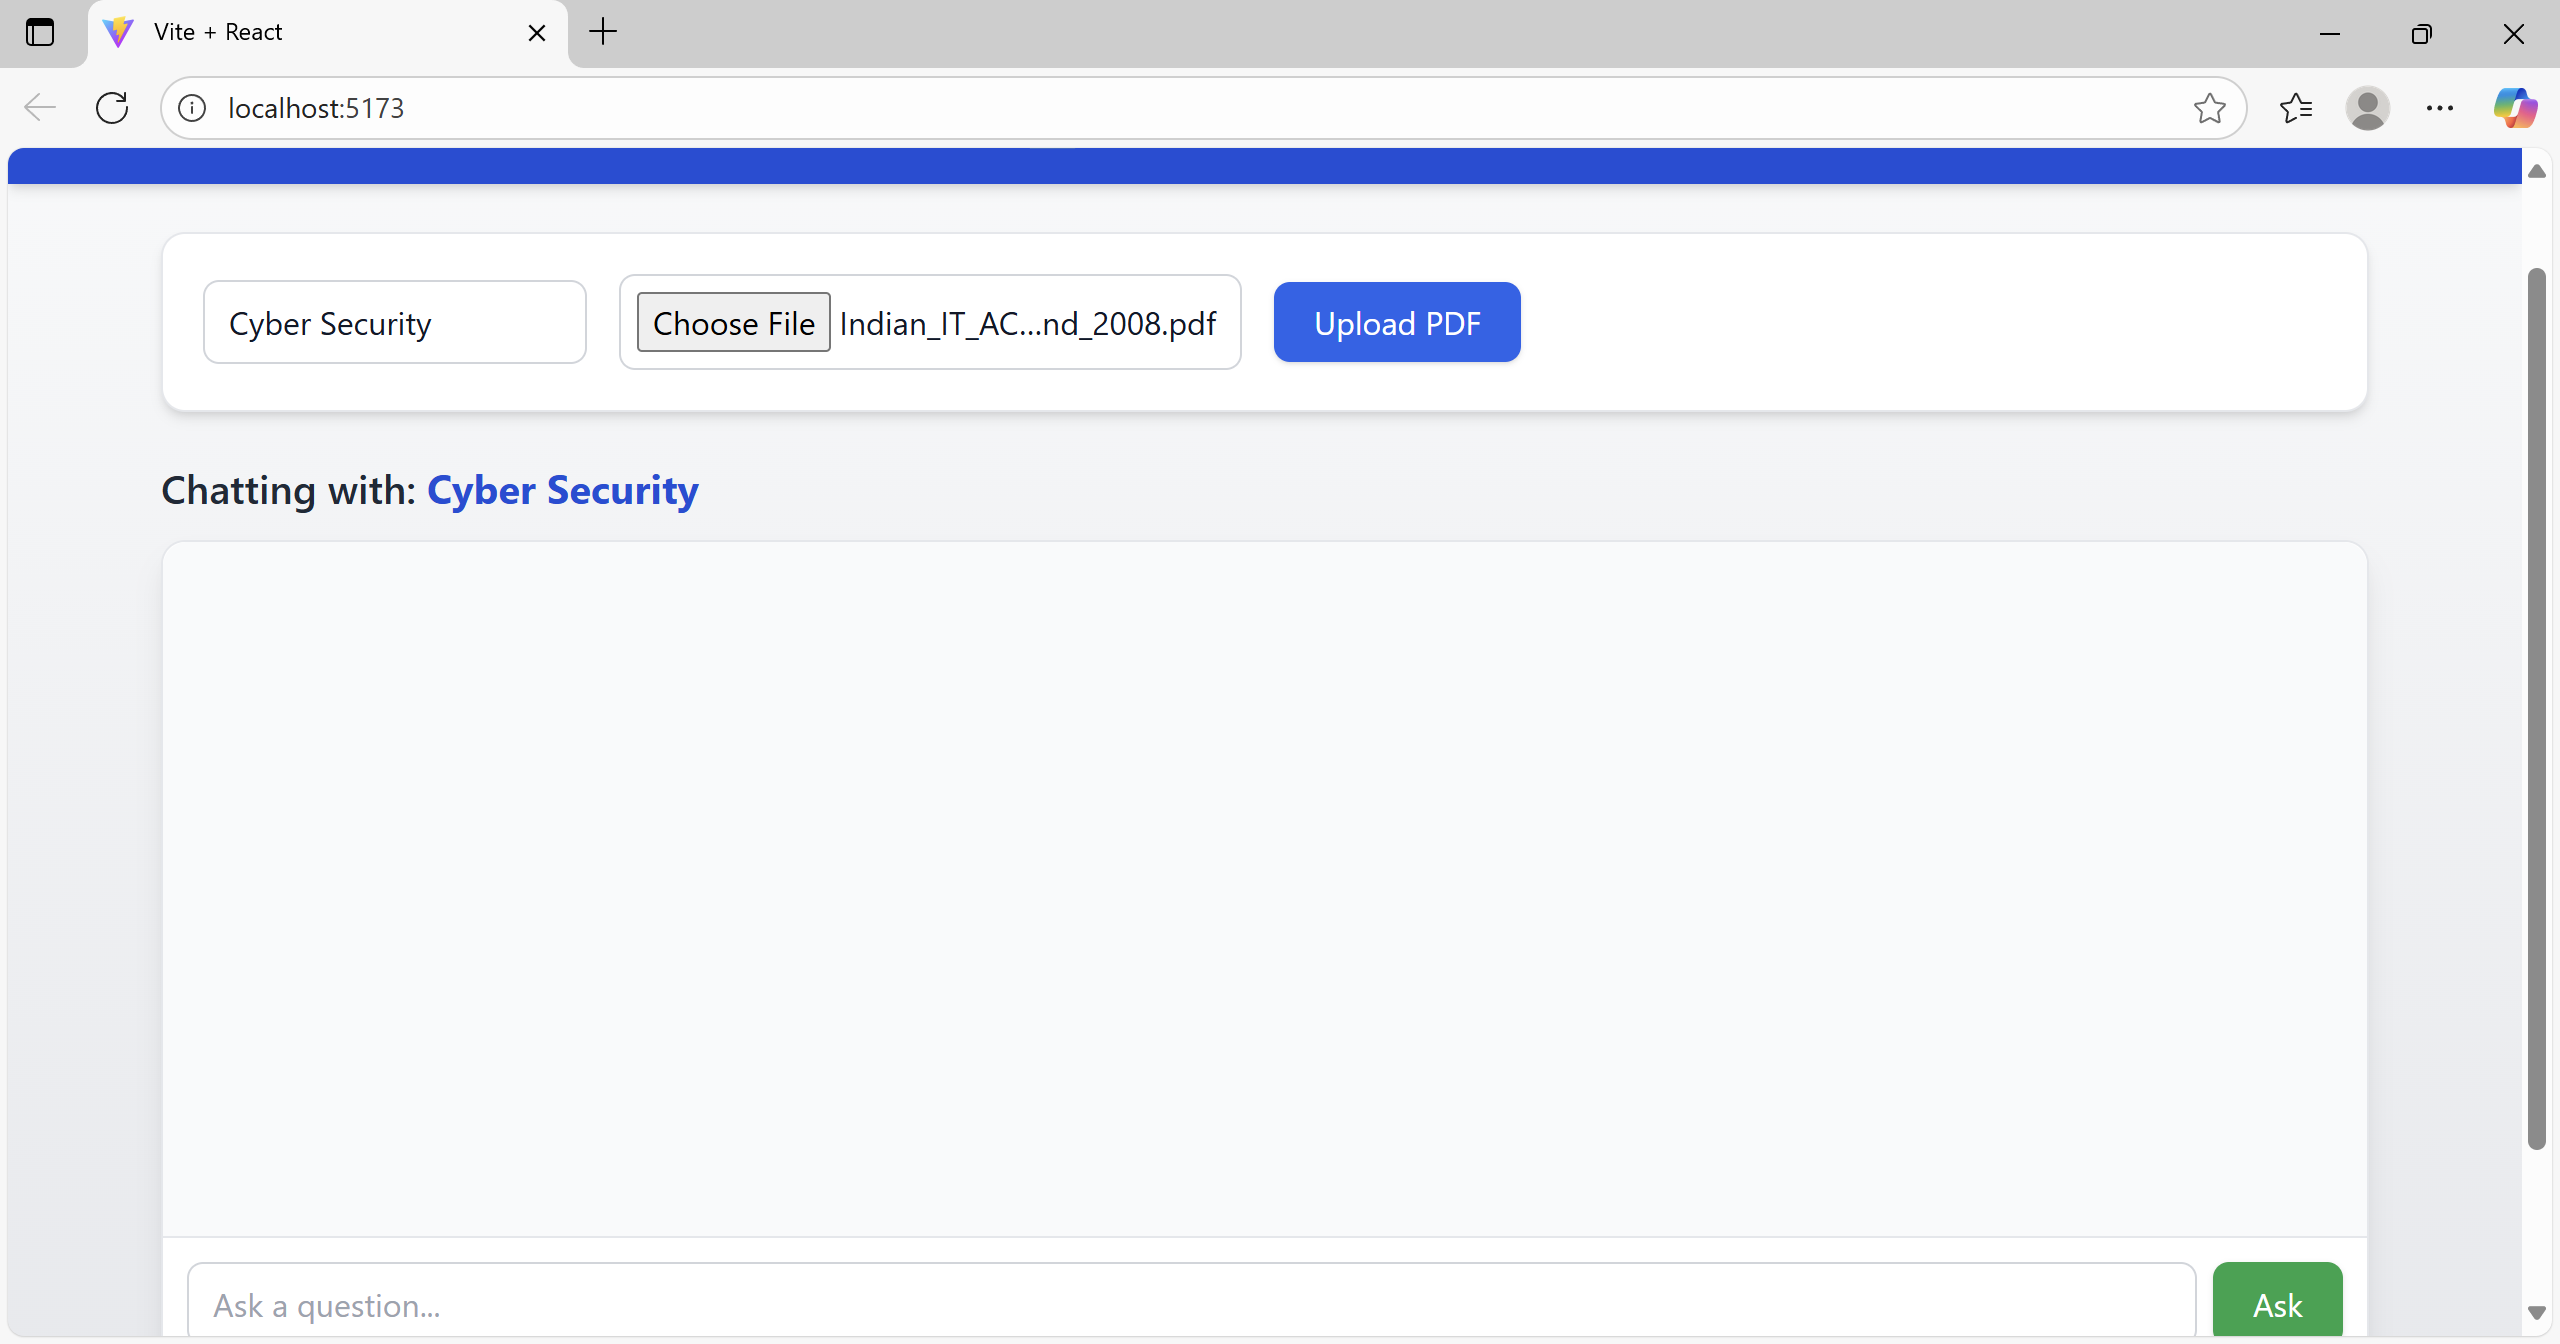 Vite + React
localhost:5173
Cyber Security
Choose File Indian_IT_AC...nd_2008.pdf
Upload PDF
Chatting with: Cyber Security
Ask a question...
Ask